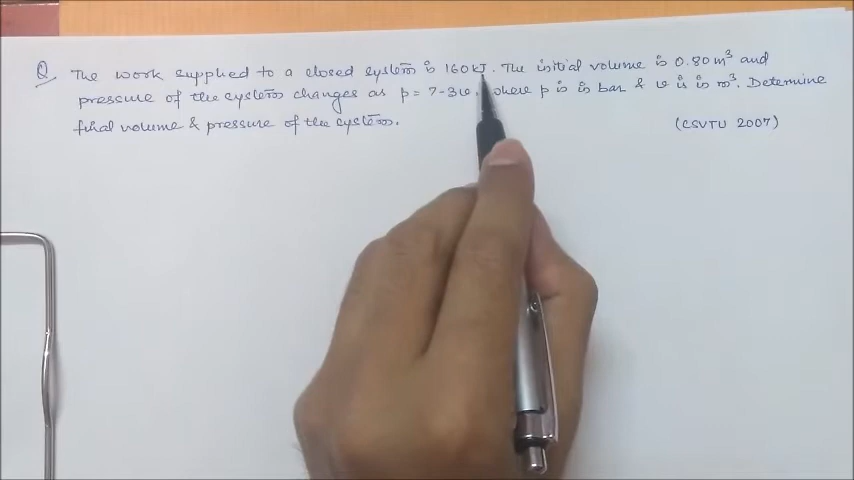 Q The work supplied to a closed system is 160kJ. The initial volume is 0.80 m³ and
pressure of the system changes as p = 7-3v, where p is in bar & v is in m³. Determine
final volume & pressure of the system.
(CSVTU 2007)